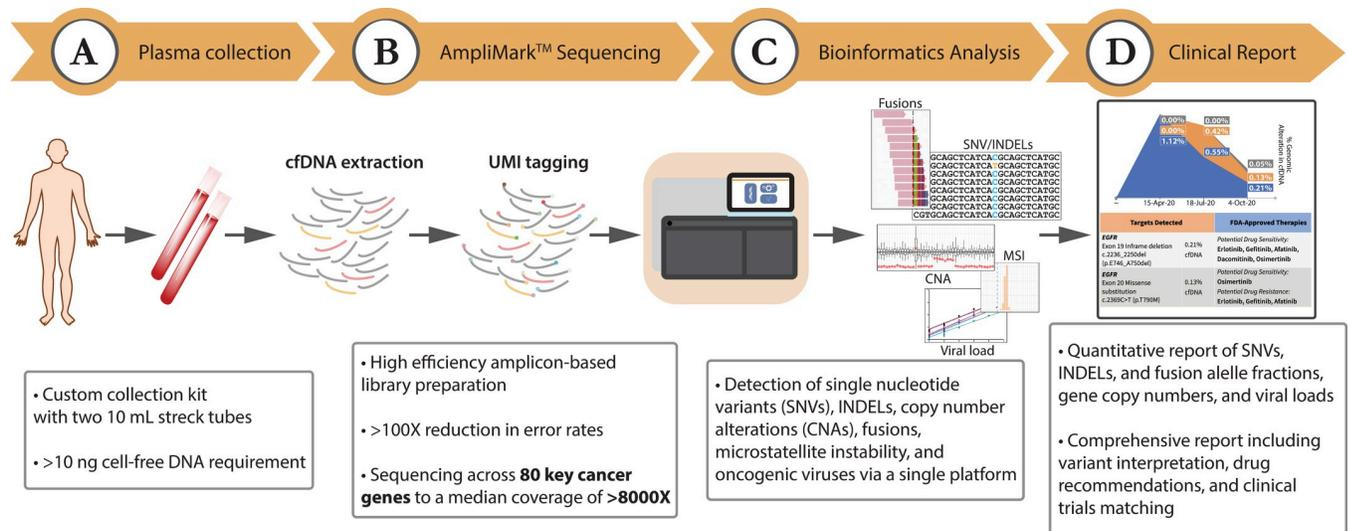 A
Plasma collection
B
AmpliMark™ Sequencing
C
Bioinformatics Analysis
D
Clinical Report
cfDNA extraction
UMI tagging
Fusions
SNV/INDELs
GCAGCTCATCACGCAGCTCATGC
GCAGCTCATCA
GCAGCTCATGC
GCAGCTCATCACGCAGCTCATGC
GCAGCTCATCACGCAGCTCATGC
GCAGCTCATCACGCAGCTCATGC
GCAGCTCATCACGCAGCTCATGC
GCAGCTCATCACGCAGCTCATGC
CGTGCAGCTCATCACGCAGCTCATGC
CNA
MSI
Viral load
0.00%
0.00%
1.12%
0.00%
0.42%
0.55%
0.05%
0.13%
0.21%
% Genomic
Alteration in cfDNA
15-Apr-20
18-Jul-20
4-Oct-20
Targets Detected
FDA-Approved Therapies
EGFR
Exon 19 Inframe deletion
c.2236_2250del
(p.E746_A750del)
0.21%
cfDNA
Potential Drug Sensitivity:
Erlotinib, Gefitinib, Afatinib,
Dacomitinib, Osimertinib
EGFR
Exon 20 Missense
substitution
c.2369C>T (p.T790M)
0.13%
cfDNA
Potential Drug Sensitivity:
Osimertinib
Potential Drug Resistance:
Erlotinib, Gefitinib, Afatinib
• Custom collection kit
with two 10 mL streck tubes
• >10 ng cell-free DNA requirement
• High efficiency amplicon-based
library preparation
• >100X reduction in error rates
• Sequencing across 80 key cancer
genes to a median coverage of >8000X
• Detection of single nucleotide
variants (SNVs), INDELs, copy number
alterations (CNAs), fusions,
microstatellite instability, and
oncogenic viruses via a single platform
• Quantitative report of SNVs,
INDELs, and fusion alelle fractions,
gene copy numbers, and viral loads
• Comprehensive report including
variant interpretation, drug
recommendations, and clinical
trials matching